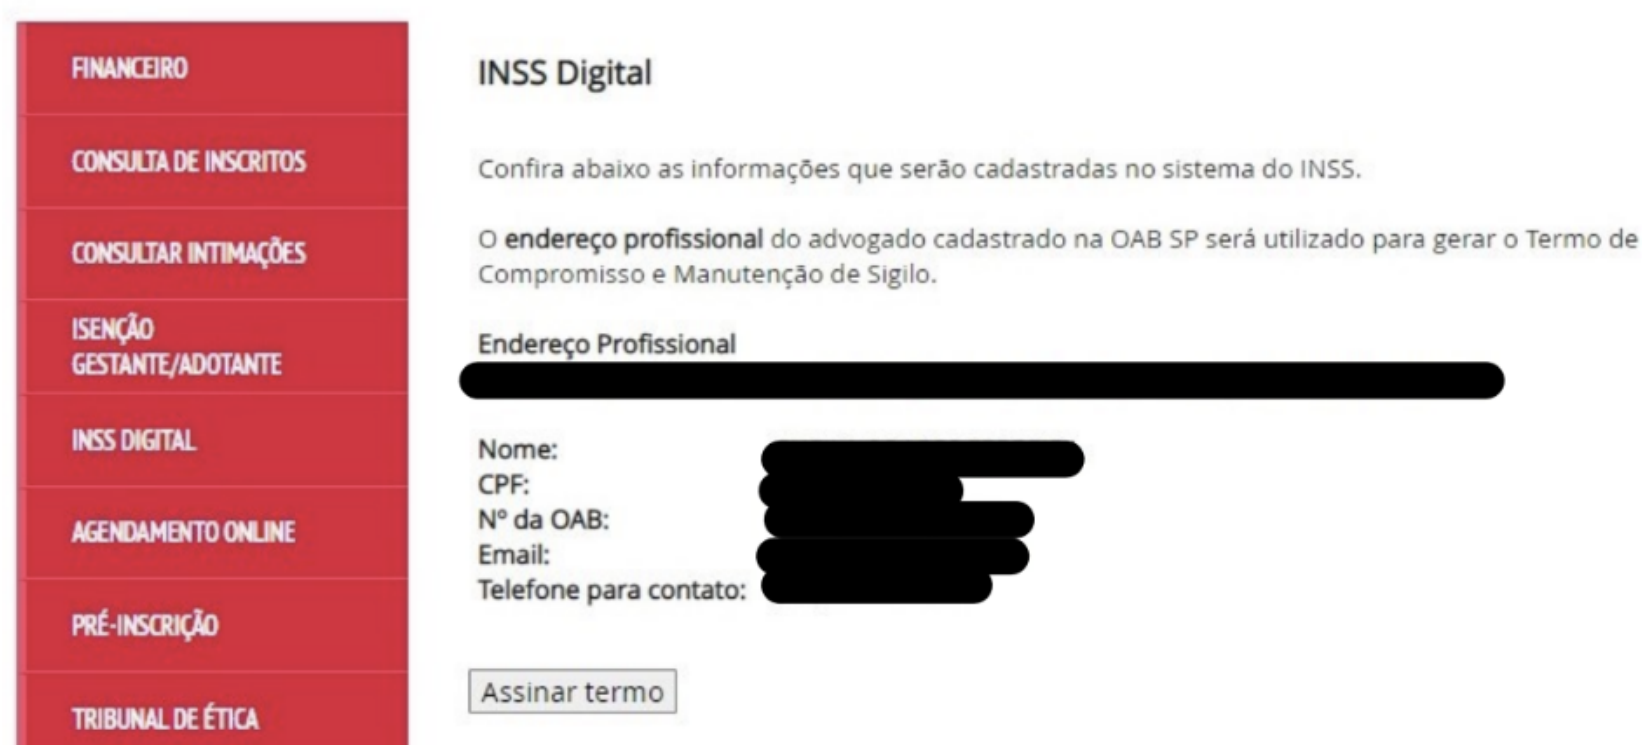 FINANCEIRO
CONSULTA DE INSCRITOS
CONSULTAR INTIMAÇÕES
ISENÇÃO
GESTANTE/ADOTANTE
INSS DIGITAL
AGENDAMENTO ONLINE
PRÉ-INSCRIÇÃO
TRIBUNAL DE ÉTICA
INSS Digital
Confira abaixo as informações que serão cadastradas no sistema do INSS.
O endereço profissional do advogado cadastrado na OAB SP será utilizado para gerar o Termo de
Compromisso e Manutenção de Sigilo.
Endereço Profissional
Nome:
CPF:
Nº da OAB:
Email:
Telefone para contato:
Assinar termo